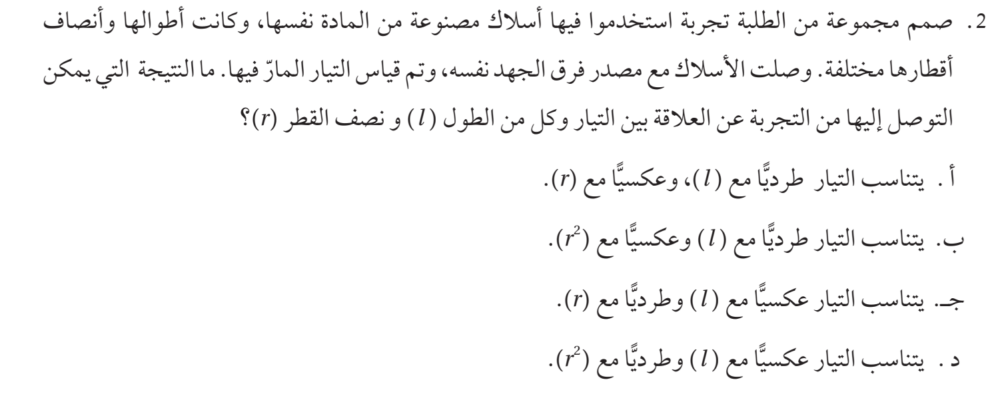 2. صمم مجموعة من الطلبة تجربة استخدموا فيها أسلاك مصنوعة من المادة نفسها، وكانت أطوالها وأنصاف
أقطارها مختلفة. وصلت الأسلاك مع مصدر فرق الجهد نفسه، وتم قياس التيار المارّ فيها. ما النتيجة التي يمكن
التوصل إليها من التجربة عن العلاقة بين التيار وكل من الطول (l) و نصف القطر (r)؟
أ . يتناسب التيار طرديًّا مع (l)، وعكسيًّا مع (r).
ب. يتناسب التيار طرديًّا مع (l) وعكسيًّا مع (r²).
جـ. يتناسب التيار عكسيًّا مع (l) وطرديًّا مع (r).
د . يتناسب التيار عكسيًّا مع (l) وطرديًّا مع (r²).